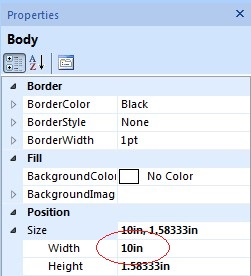 Properties
Body
Border
BorderColor Black
BorderStyle None
BorderWidth 1pt
Fill
BackgroundColo No Color
BackgroundImag
Position
Size 10in, 1.58333in
Width 10in
Height 1.58333in